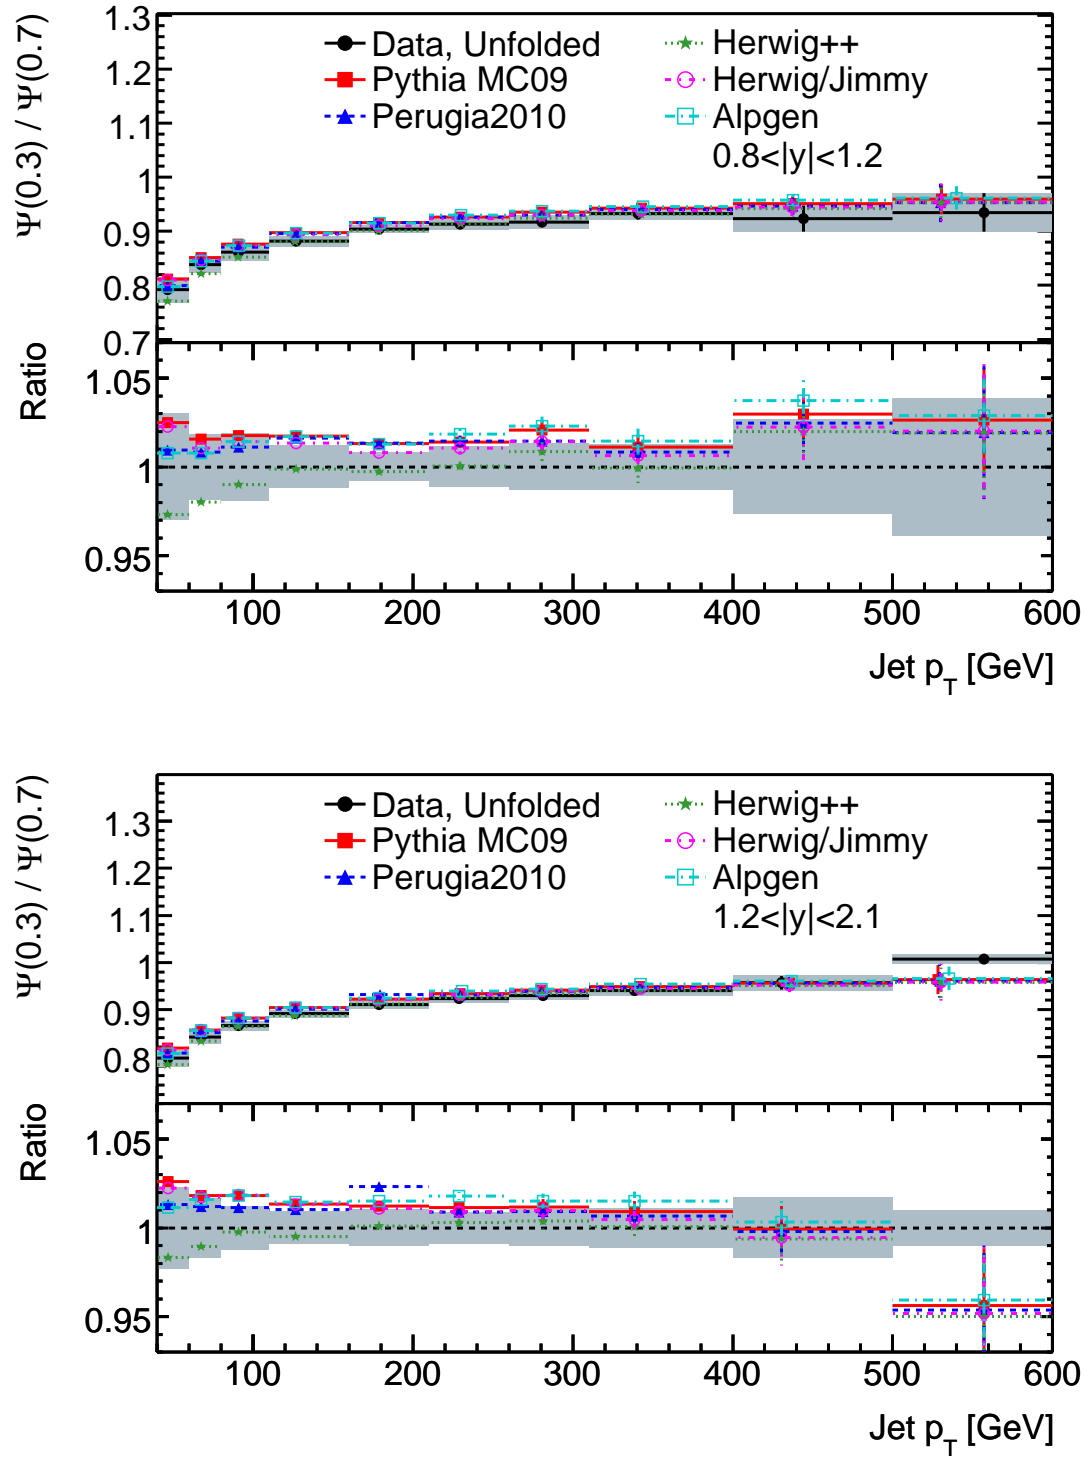 Ψ(0.3) / Ψ(0.7)
1.3
1.2
1.1
1
0.9
0.8
0.7
Data, Unfolded
Pythia MC09
Perugia2010
Herwig++
Herwig/Jimmy
Alpgen
0.8<|y|<1.2
Ratio
1.05
1
0.95
100 200 300 400 500 600
Jet p_T [GeV]
Ψ(0.3) / Ψ(0.7)
1.3
1.2
1.1
1
0.9
0.8
Data, Unfolded
Pythia MC09
Perugia2010
Herwig++
Herwig/Jimmy
Alpgen
1.2<|y|<2.1
Ratio
1.05
1
0.95
100 200 300 400 500 600
Jet p_T [GeV]